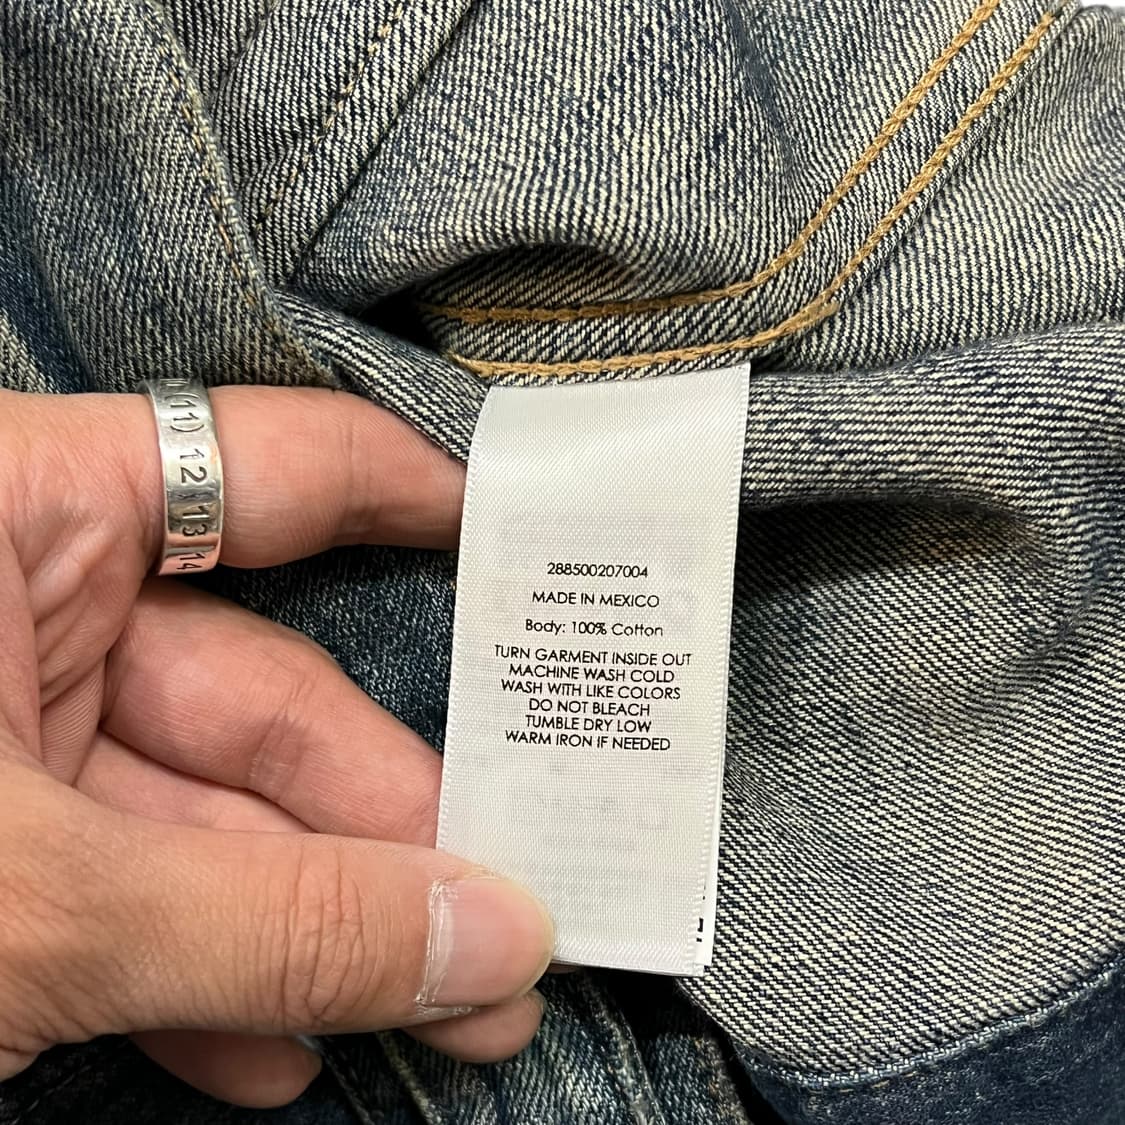 (11) 12 13 14
288500207004
MADE IN MEXICO
Body: 100% Cotton
TURN GARMENT INSIDE OUT
MACHINE WASH COLD
WASH WITH LIKE COLORS
DO NOT BLEACH
TUMBLE DRY LOW
WARM IRON IF NEEDED